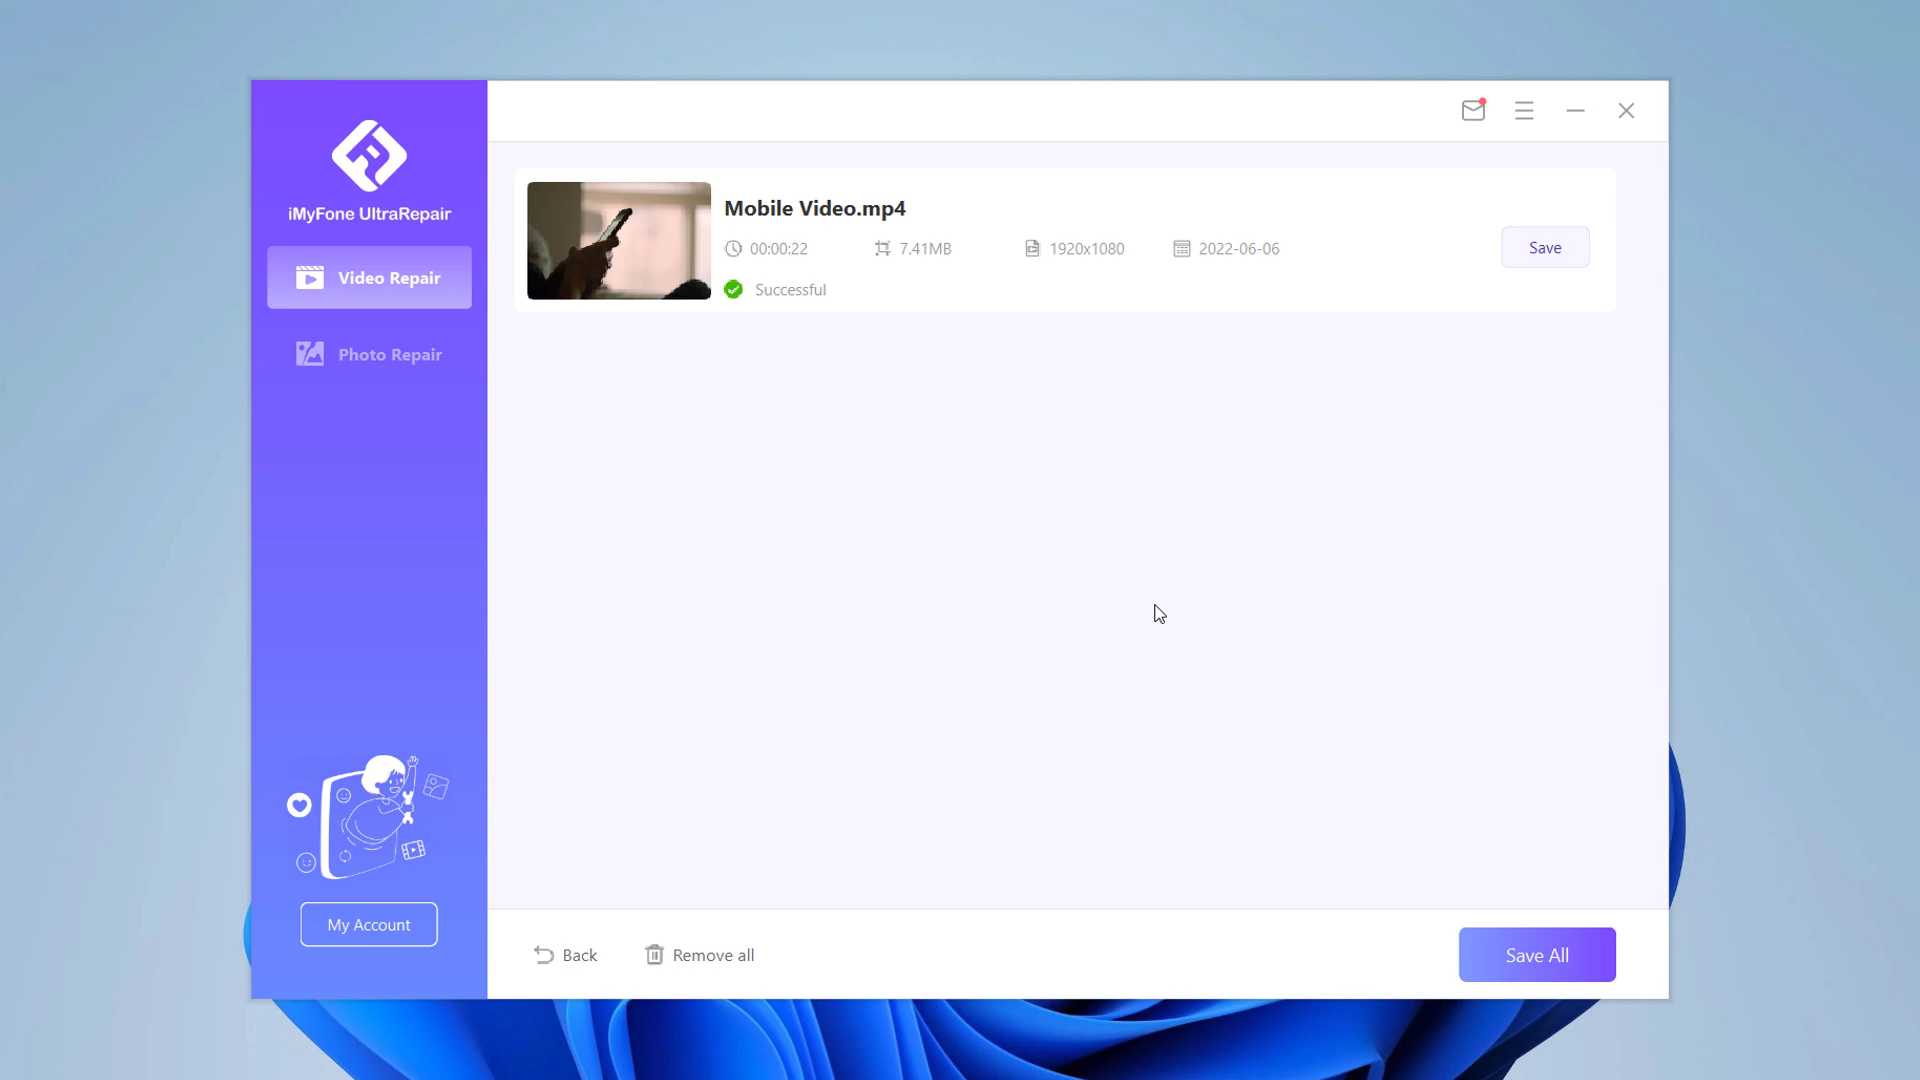 iMyFone UltraRepair
Video Repair
Photo Repair
My Account
Mobile Video.mp4
00:00:22 7.41MB 1920x1080 2022-06-06
Successful
Save
Back Remove all
Save All